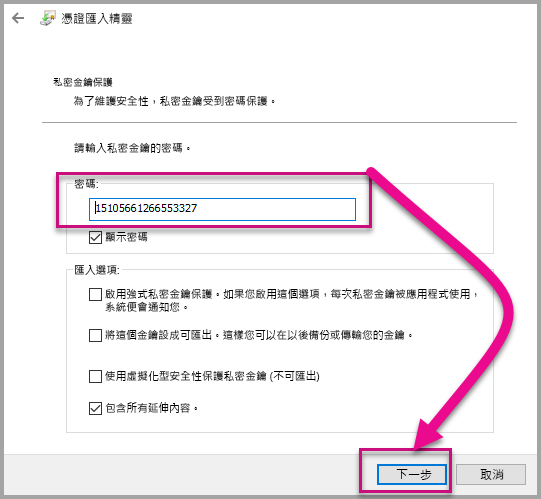 憑證匯入精靈
私密金鑰保護
為了維護安全性，私密金鑰受到密碼保護。
請輸入私密金鑰的密碼。
密碼:
15105661266553327
顯示密碼
匯入選項:
啟用強式私密金鑰保護。如果您啟用這個選項，每次私密金鑰被應用程式使用，
系統便會通知您。
將這個金鑰設成可匯出。這樣您可以在以後備份或傳輸您的金鑰。
使用虛擬化型安全性保護私密金鑰 (不可匯出)
包含所有延伸內容。
下一步
取消